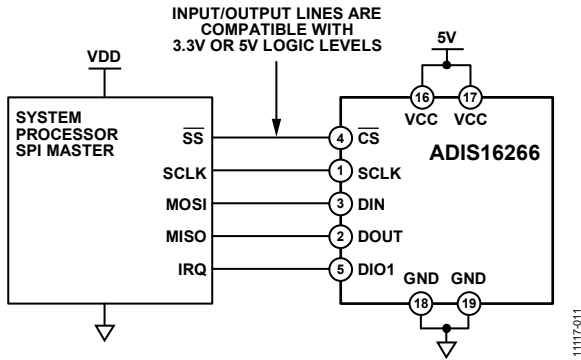 INPUT/OUTPUT LINES ARE
COMPATIBLE WITH
3.3V OR 5V LOGIC LEVELS
VDD
5V
SYSTEM
PROCESSOR
SPI MASTER
SS
SCLK
MOSI
MISO
IRQ
16
17
VCC
VCC
ADIS16266
4
CS
1
SCLK
3
DIN
2
DOUT
5
DIO1
GND
GND
18
19
11117-011